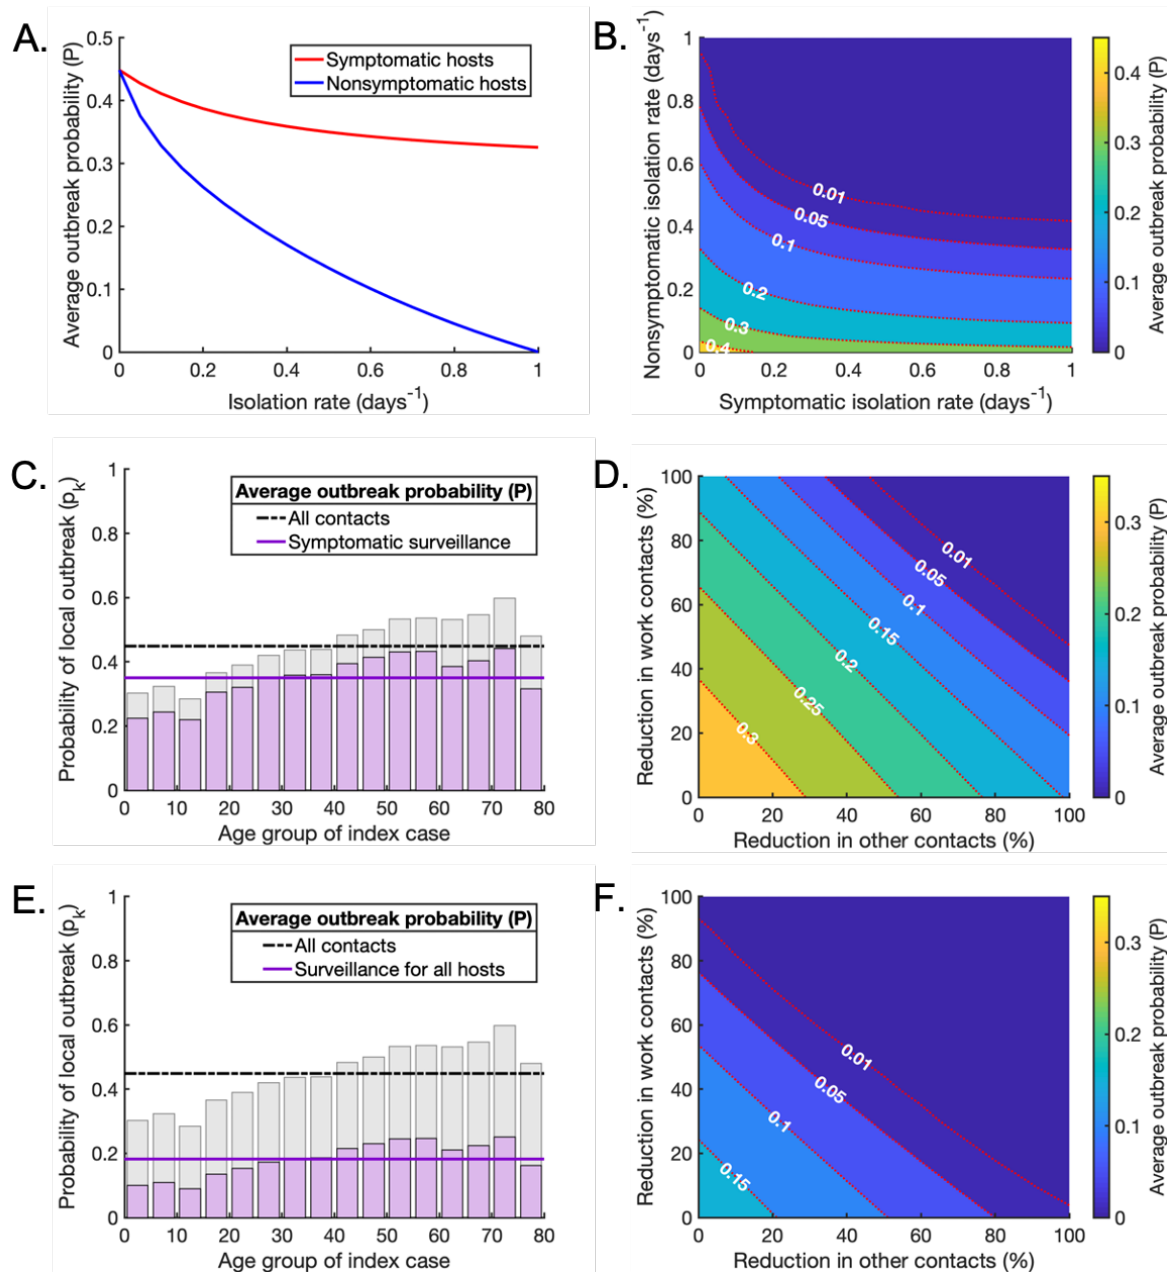 A.
Average outbreak probability (P)
0.5
0.4
0.3
0.2
0.1
0
Symptomatic hosts
Nonsymptomatic hosts
0 0.2 0.4 0.6 0.8 1
Isolation rate (days-1)
B.
Nonsymptomatic isolation rate (days-1)
1
0.8
0.6
0.4
0.2
0
0.01
0.05
0.1
0.2
0.3
0.4
0 0.2 0.4 0.6 0.8 1
Symptomatic isolation rate (days-1)
0.4
0.3
0.2
0.1
0
Average outbreak probability (P)
C.
Probability of local outbreak (pk)
1
0.8
0.6
0.4
0.2
0
Average outbreak probability (P)
All contacts
Symptomatic surveillance
0 10 20 30 40 50 60 70 80
Age group of index case
D.
Reduction in work contacts (%)
100
80
60
40
20
0
0.01
0.05
0.1
0.15
0.2
0.25
0.3
0 20 40 60 80 100
Reduction in other contacts (%)
0.3
0.2
0.1
0
Average outbreak probability (P)
E.
Probability of local outbreak (pk)
1
0.8
0.6
0.4
0.2
0
Average outbreak probability (P)
All contacts
Surveillance for all hosts
0 10 20 30 40 50 60 70 80
Age group of index case
F.
Reduction in work contacts (%)
100
80
60
40
20
0
0.01
0.05
0.1
0.15
0 20 40 60 80 100
Reduction in other contacts (%)
0.3
0.2
0.1
0
Average outbreak probability (P)